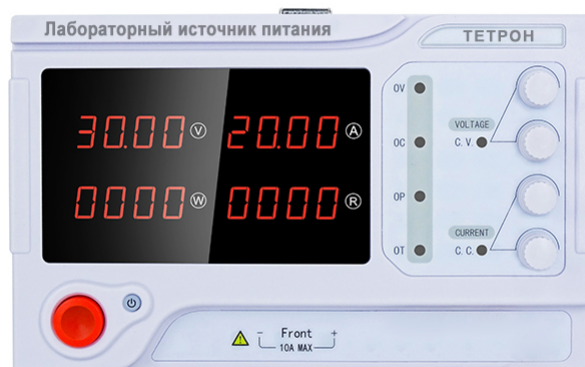 Лабораторный источник питания
ТЕТРОН
30.00 V 20.00 A
0000 W 0000 R
OV
VOLTAGE
OC C.V.
OP
CURRENT
OT C.C.
- Front +
10A MAX